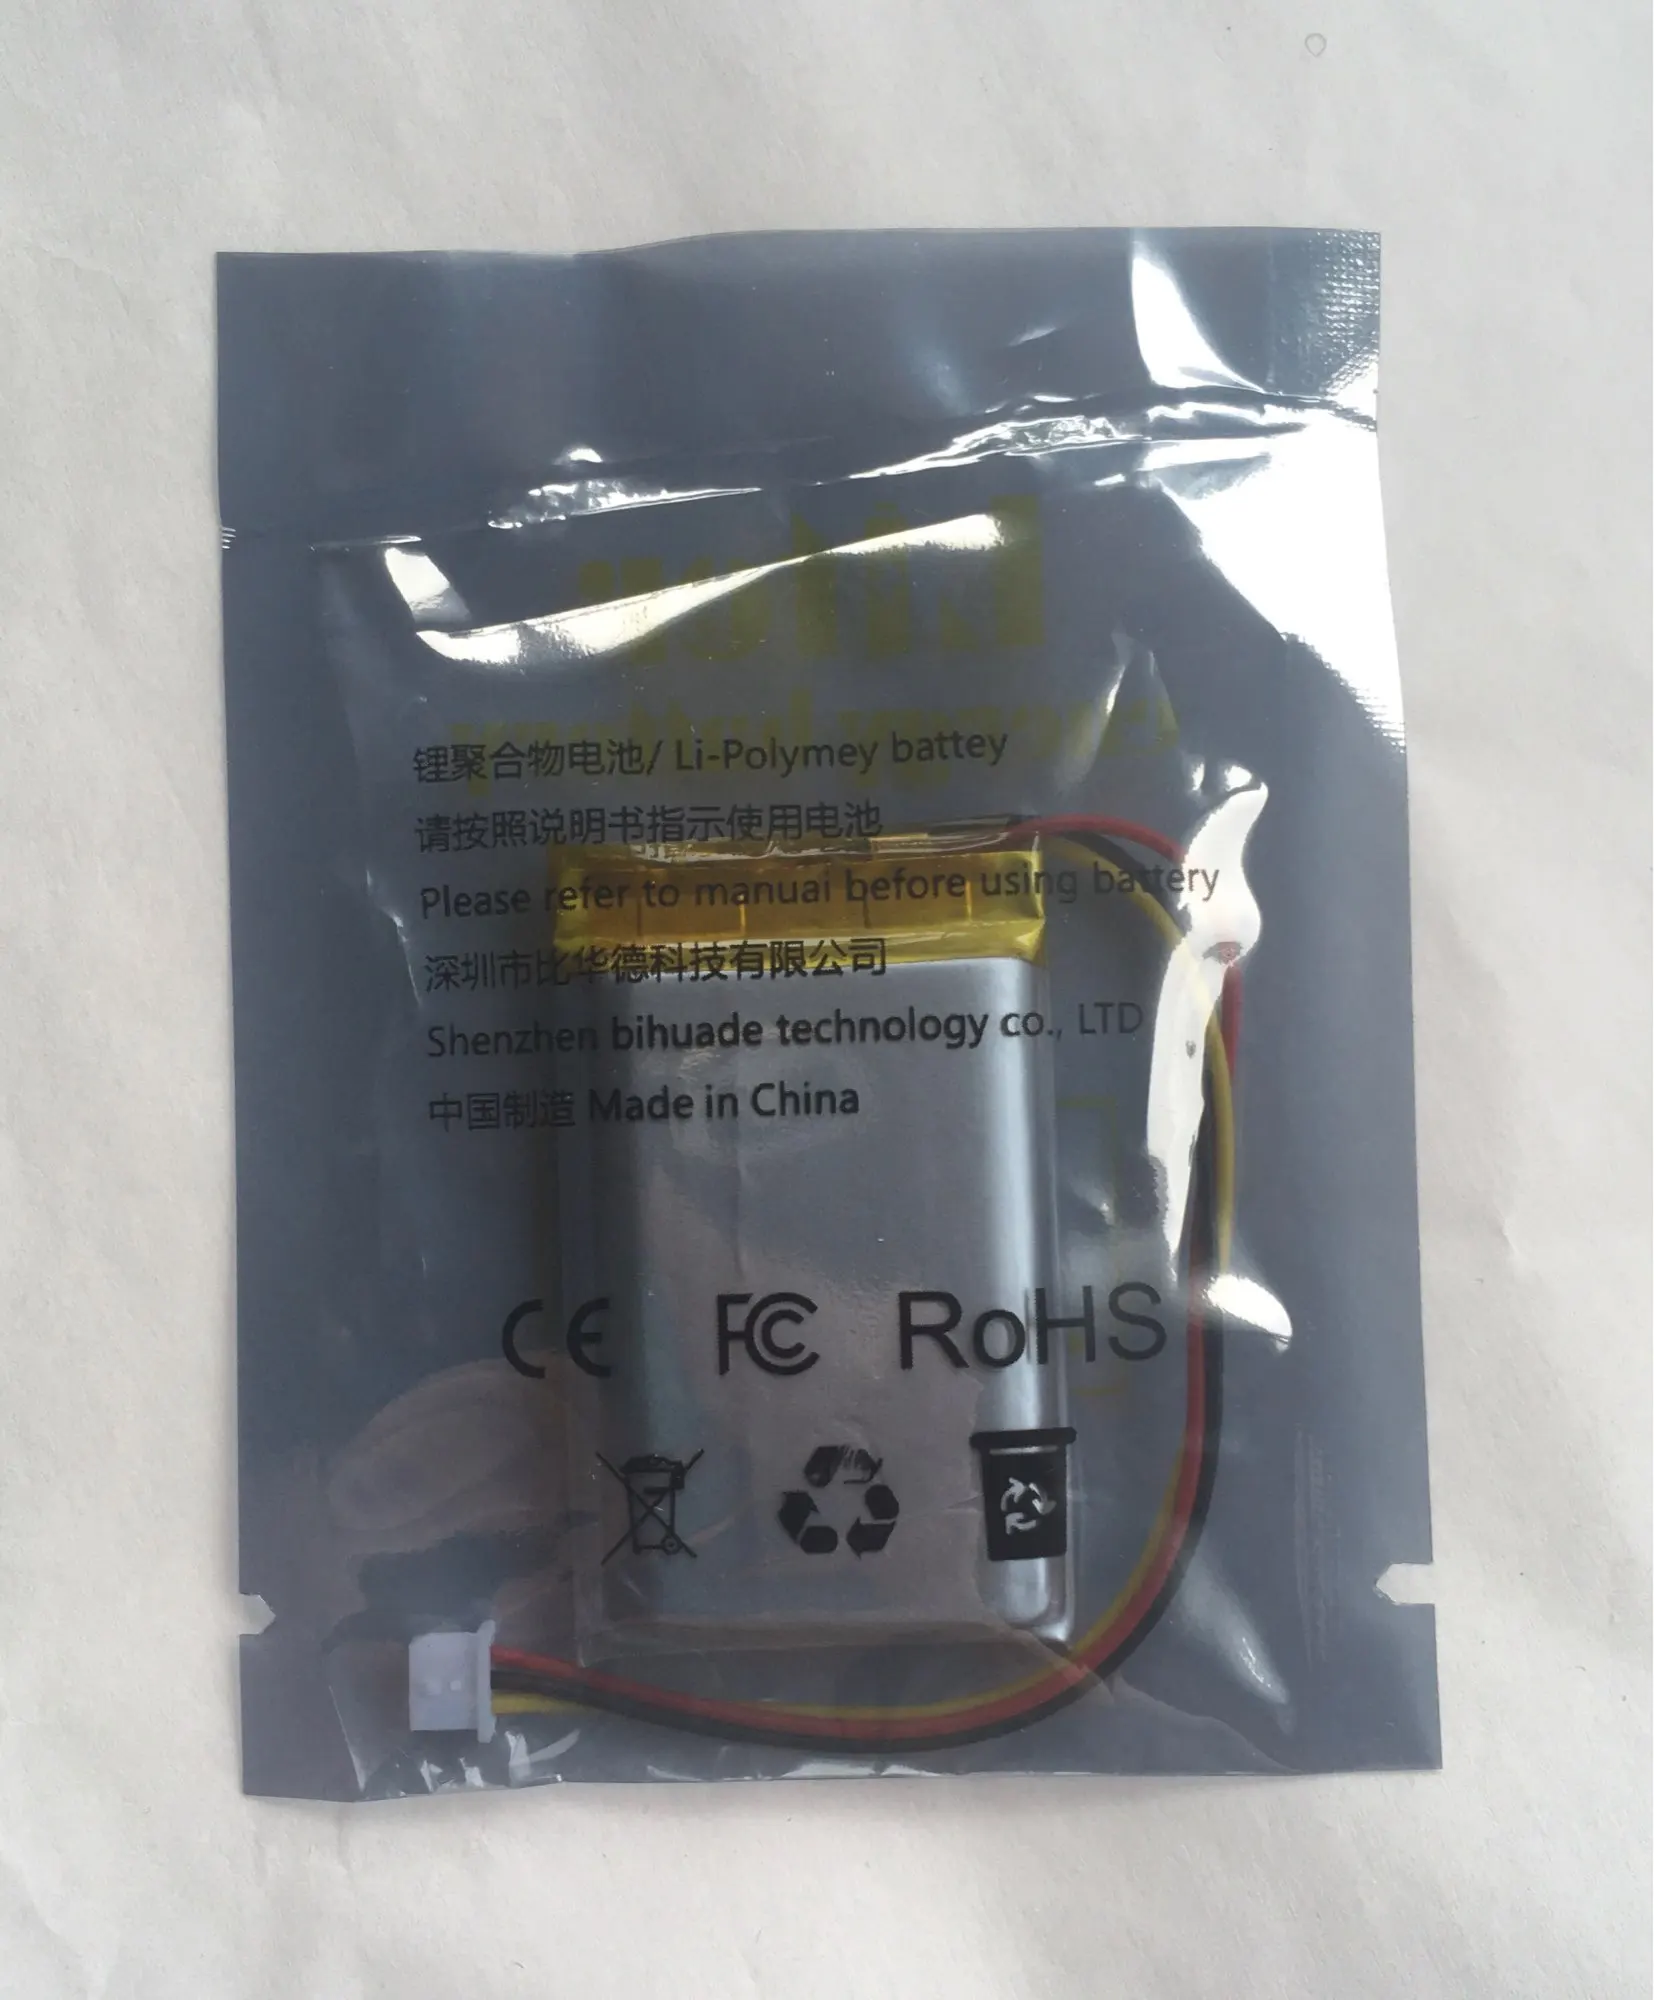 锂聚合物电池/ Li-Polymey battey
请按照说明书指示使用电池
Please refer to manuai before using battery
深圳市比华德科技有限公司
Shenzhen bihuade technology co., LTD
中国制造 Made in China
CE FC RoHS